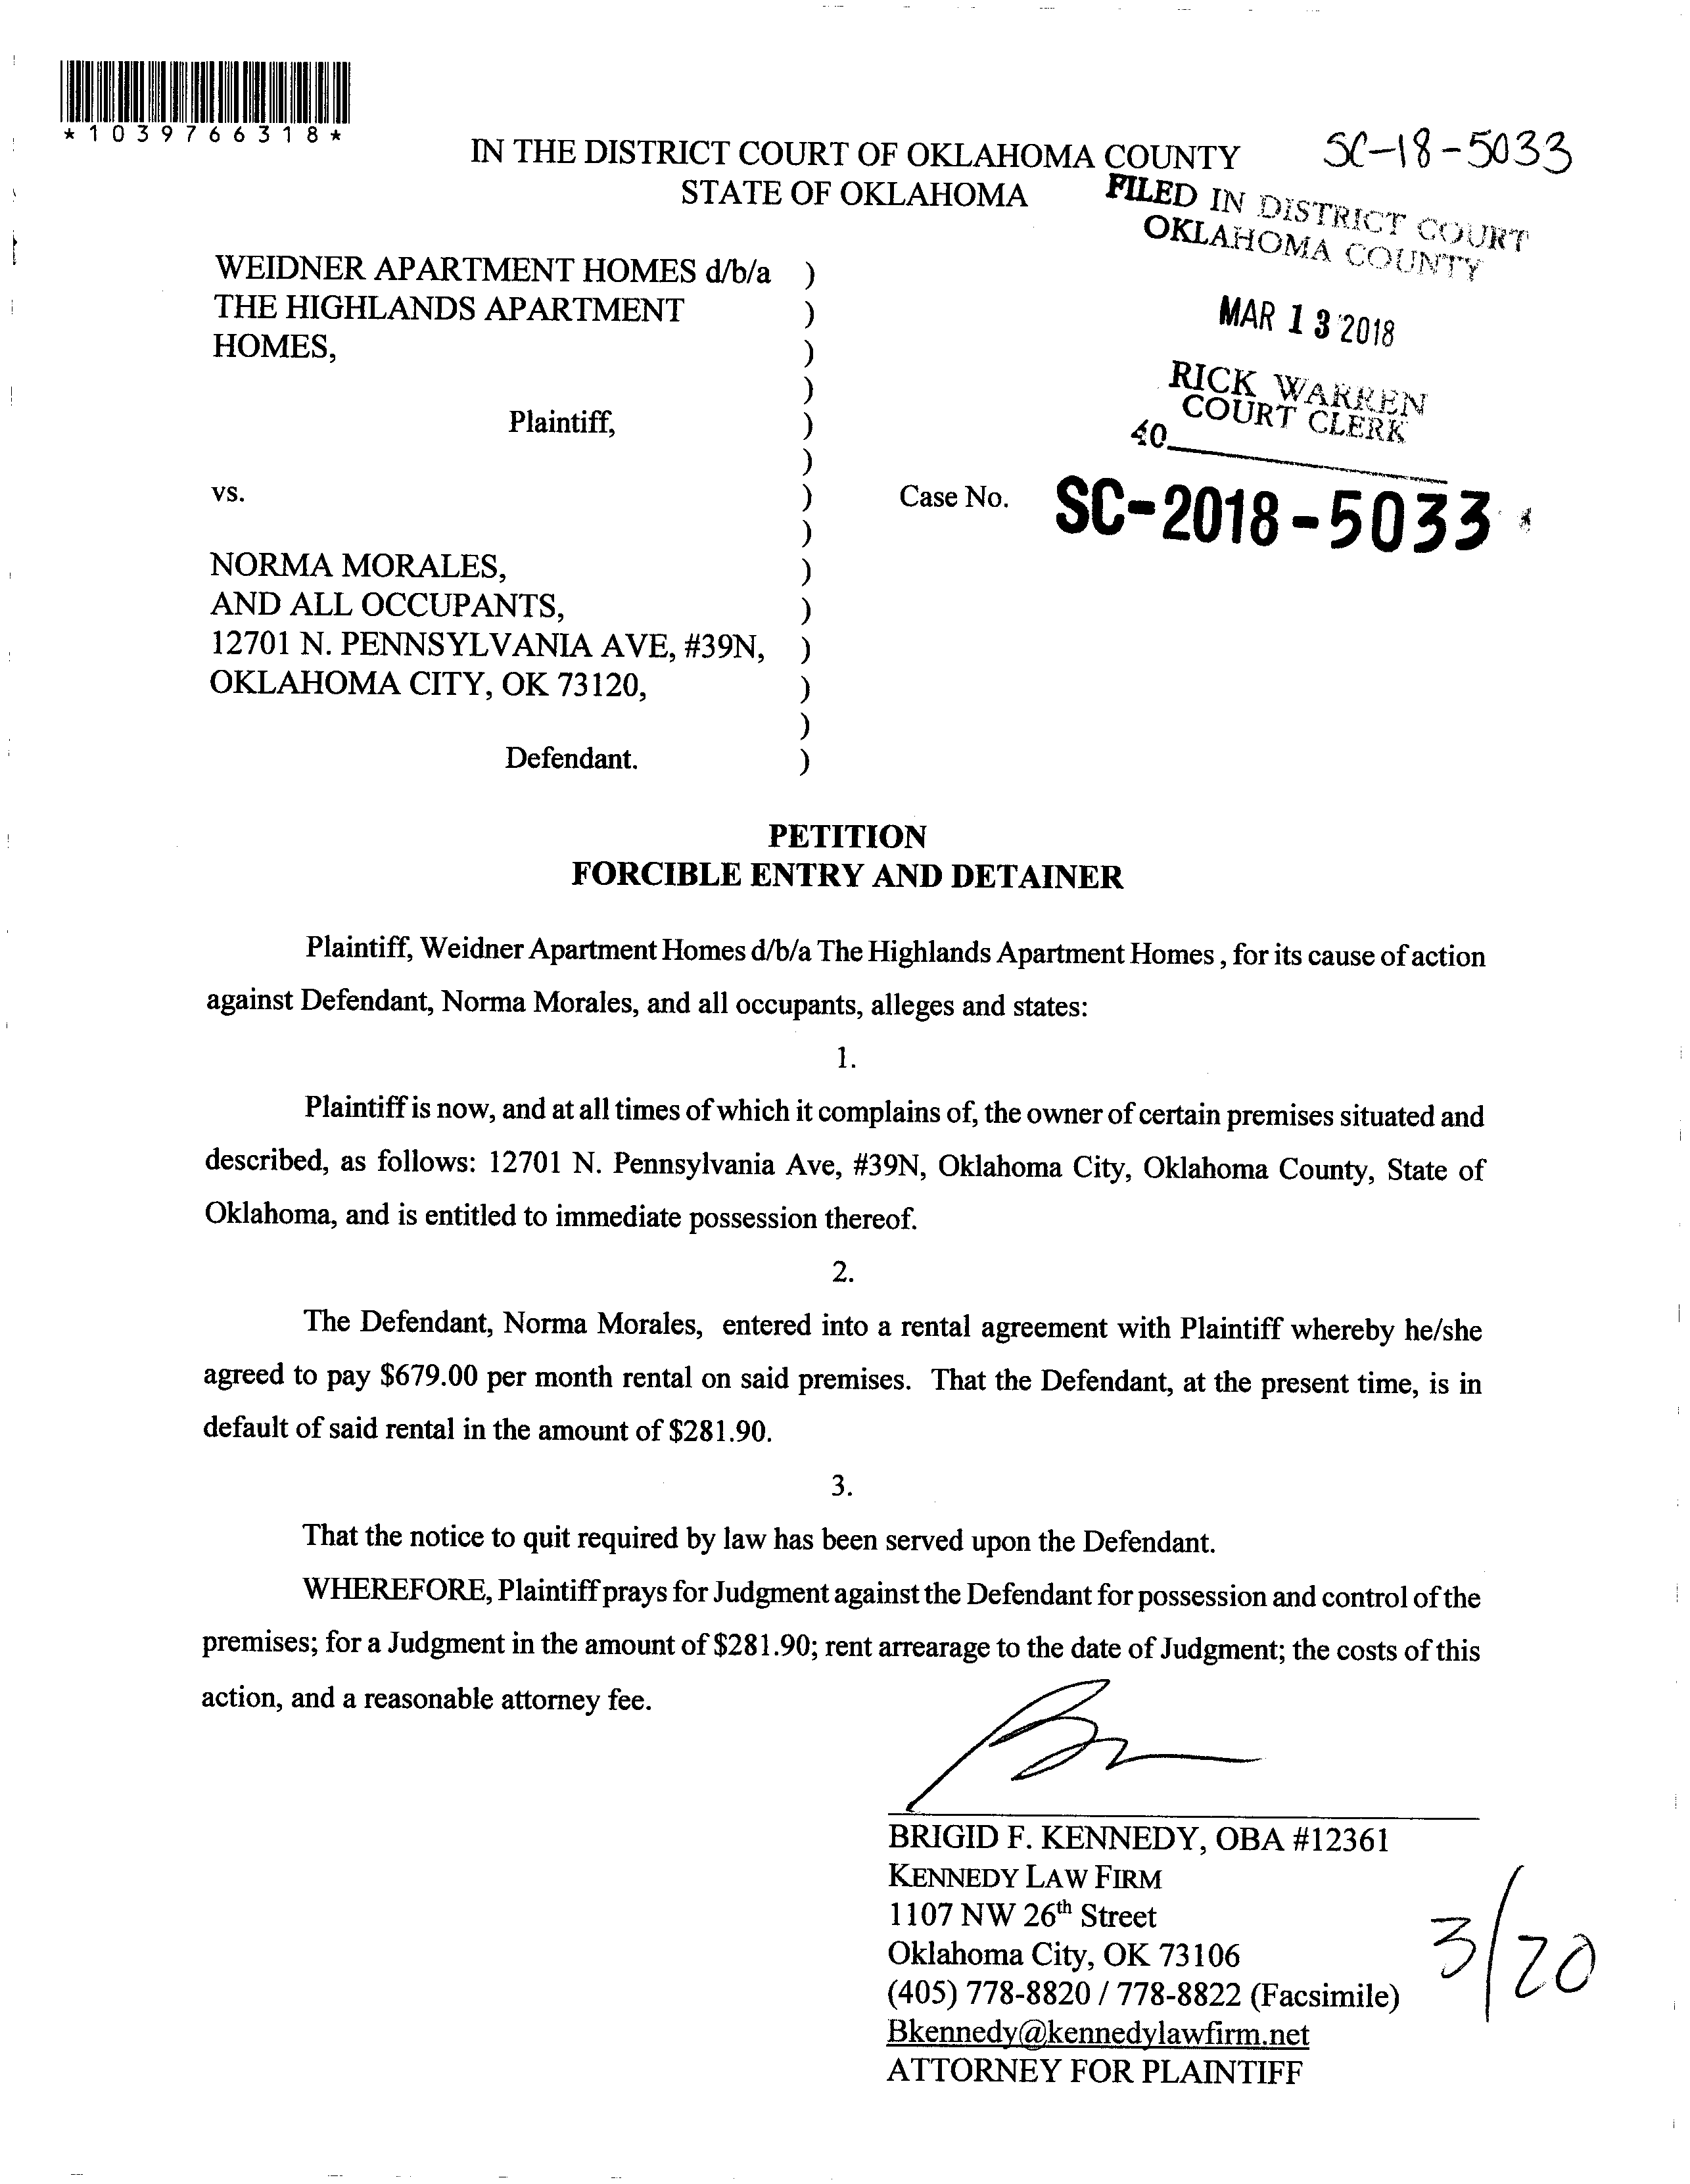 *1039766318*
IN THE DISTRICT COURT OF OKLAHOMA COUNTY
STATE OF OKLAHOMA
SC-18-5033
FILED IN DISTRICT COURT
OKLAHOMA COUNTY
MAR 13 2018
RICK WARREN
COURT CLERK
40
WEIDNER APARTMENT HOMES d/b/a )
THE HIGHLANDS APARTMENT )
HOMES, )
)
Plaintiff, )
)
vs. ) Case No. SC-2018-5033
)
NORMA MORALES, )
AND ALL OCCUPANTS, )
12701 N. PENNSYLVANIA AVE, #39N, )
OKLAHOMA CITY, OK 73120, )
)
Defendant. )
PETITION
FORCIBLE ENTRY AND DETAINER
Plaintiff, Weidner Apartment Homes d/b/a The Highlands Apartment Homes , for its cause of action
against Defendant, Norma Morales, and all occupants, alleges and states:
1.
Plaintiff is now, and at all times of which it complains of, the owner of certain premises situated and
described, as follows: 12701 N. Pennsylvania Ave, #39N, Oklahoma City, Oklahoma County, State of
Oklahoma, and is entitled to immediate possession thereof.
2.
The Defendant, Norma Morales, entered into a rental agreement with Plaintiff whereby he/she
agreed to pay $679.00 per month rental on said premises. That the Defendant, at the present time, is in
default of said rental in the amount of $281.90.
3.
That the notice to quit required by law has been served upon the Defendant.
WHEREFORE, Plaintiff prays for Judgment against the Defendant for possession and control of the
premises; for a Judgment in the amount of $281.90; rent arrearage to the date of Judgment; the costs of this
action, and a reasonable attorney fee.
BRIGID F. KENNEDY, OBA #12361
KENNEDY LAW FIRM
1107 NW 26th Street
Oklahoma City, OK 73106
(405) 778-8820 / 778-8822 (Facsimile)
Bkennedy@kennedylawfirm.net
ATTORNEY FOR PLAINTIFF
3/20